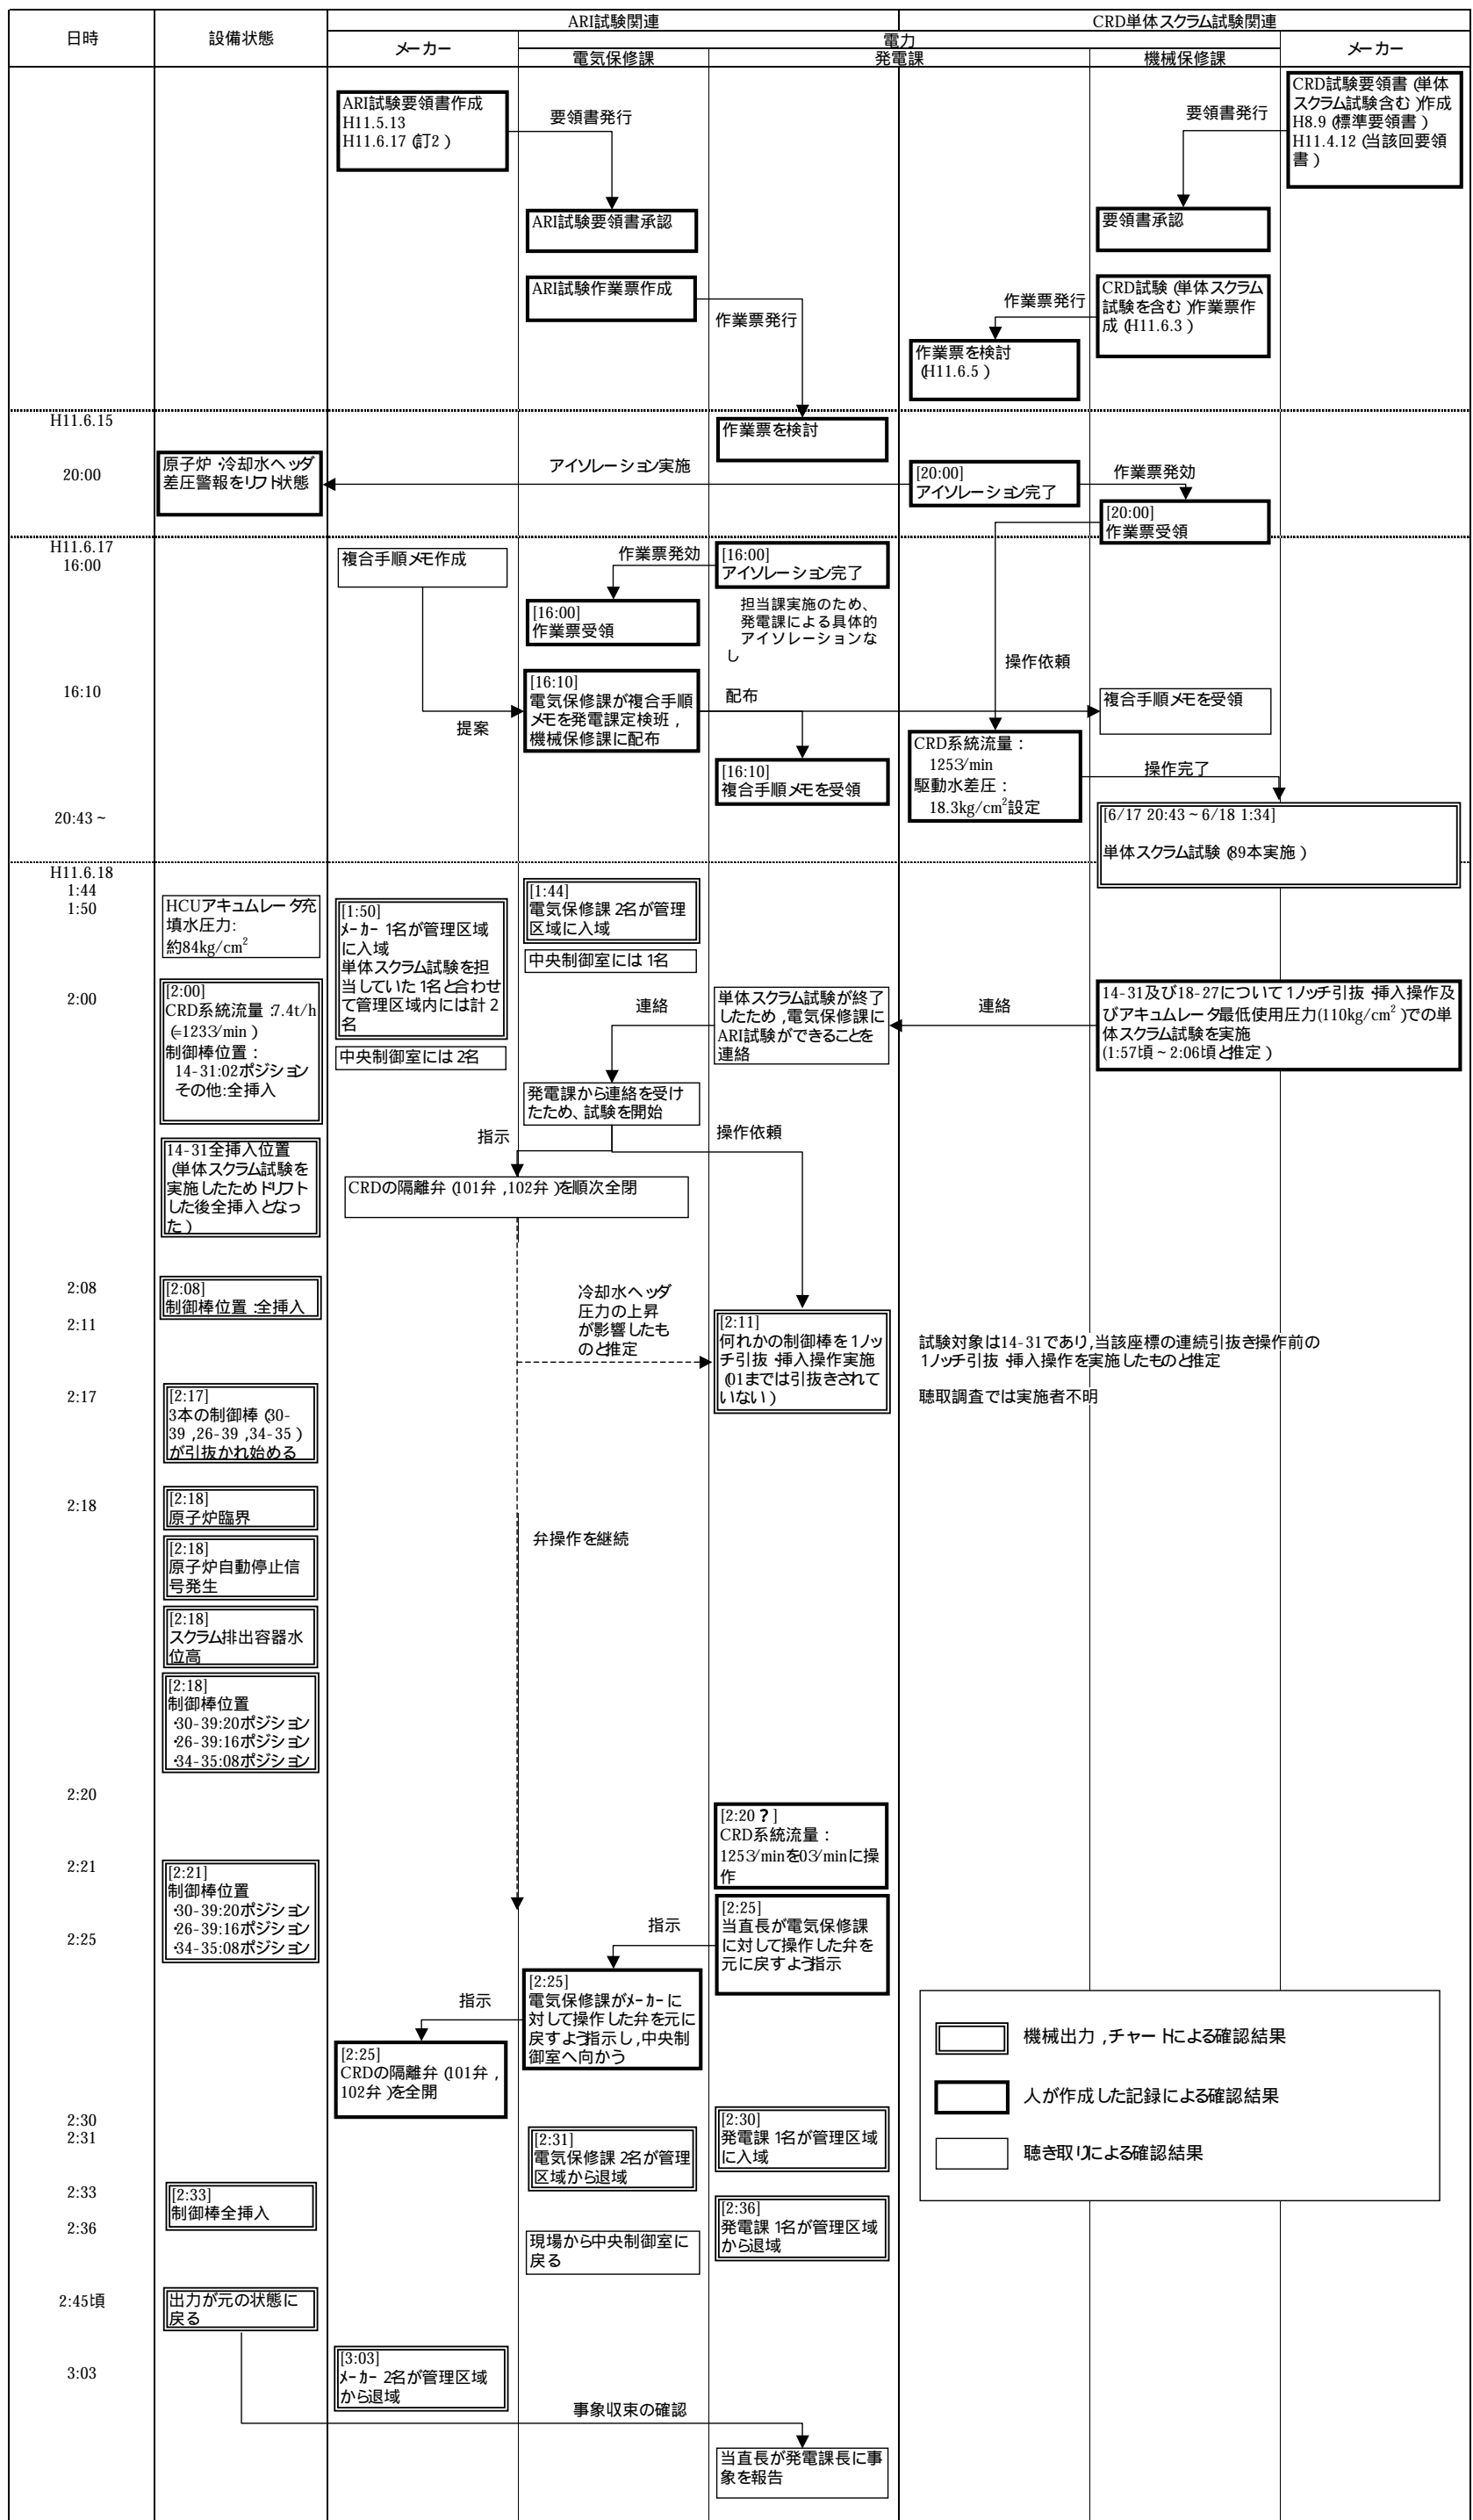 日時
設備状態
ARI試験関連
CRD単体スクラム試験関連
メーカー
電力
電気保修課
発電課
機械保修課
メーカー
ARI試験要領書作成
H11.5.13
H11.6.17(訂2)
要領書発行
要領書発行
CRD試験要領書(単体
スクラム試験含む)作成
H8.9(標準要領書)
H11.4.12(当該回要領
書)
ARI試験要領書承認
要領書承認
ARI試験作業票作成
作業票発行
作業票発行
CRD試験(単体スクラム
試験を含む)作業票作
成(H11.6.3)
作業票を検討
(H11.6.5)
H11.6.15
作業票を検討
20:00
原子炉・冷却水ヘッダ
差圧警報をリフト状態
アイソレーション実施
[20:00]
アイソレーション完了
作業票発効
[20:00]
作業票受領
H11.6.17
16:00
複合手順メモ作成
作業票発効
[16:00]
アイソレーション完了
[16:00]
作業票受領
担当課実施のため、
発電課による具体的
アイソレーションな
し
操作依頼
16:10
提案
[16:10]
電気保修課が複合手順
メモを発電課定検班,
機械保修課に配布
配布
複合手順メモを受領
[16:10]
複合手順メモを受領
CRD系統流量:
125㍑/min
駆動水差圧:
18.3kg/cm²設定
操作完了
20:43~
[6/17 20:43~6/18 1:34]
単体スクラム試験(89本実施)
H11.6.18
1:44
1:50
HCUアキュムレータ充
填水圧力:
約84kg/cm²
[1:50]
メーカー1名が管理区域
に入域
単体スクラム試験を担
当していた1名と合わせ
て管理区域内には計2
名
中央制御室には2名
[1:44]
電気保修課2名が管理
区域に入域
中央制御室には1名
2:00
[2:00]
CRD系統流量:7.4t/h
(=123㍑/min)
制御棒位置:
14-31:02ポジション
その他:全挿入
連絡
単体スクラム試験が終了
したため,電気保修課に
ARI試験ができることを
連絡
連絡
14-31及び18-27について1ノッチ引抜・挿入操作及
びアキュムレータ最低使用圧力(110kg/cm²)での単
体スクラム試験を実施
(1:57頃~2:06頃と推定)
発電課から連絡を受け
たため、試験を開始
指示
操作依頼
14-31全挿入位置
(単体スクラム試験を
実施したためドリフト
した後全挿入となっ
た)
CRDの隔離弁(101弁,102弁)を順次全閉
2:08
[2:08]
制御棒位置:全挿入
冷却水ヘッダ
圧力の上昇
が影響したも
のと推定
2:11
[2:11]
何れかの制御棒を1ノッ
チ引抜・挿入操作実施
(01までは引抜きされて
いない)
試験対象は14-31であり,当該座標の連続引抜き操作前の
1ノッチ引抜・挿入操作を実施したものと推定
聴取調査では実施者不明
2:17
[2:17]
3本の制御棒(30-
39,26-39,34-35)
が引抜かれ始める
2:18
[2:18]
原子炉臨界
弁操作を継続
[2:18]
原子炉自動停止信
号発生
[2:18]
スクラム排出容器水
位高
[2:18]
制御棒位置
・30-39:20ポジション
・26-39:16ポジション
・34-35:08ポジション
2:20
[2:20?]
CRD系統流量:
125㍑/minを0㍑/minに操
作
2:21
[2:21]
制御棒位置
・30-39:20ポジション
・26-39:16ポジション
・34-35:08ポジション
2:25
指示
[2:25]
当直長が電気保修課
に対して操作した弁を
元に戻すよう指示
指示
[2:25]
電気保修課がメーカーに
対して操作した弁を元に
戻すよう指示し,中央制
御室へ向かう
[2:25]
CRDの隔離弁(101弁,
102弁)を全開
機械出力,チャートによる確認結果
人が作成した記録による確認結果
聴き取りによる確認結果
2:30
2:31
[2:31]
電気保修課2名が管理
区域から退域
[2:30]
発電課1名が管理区域
に入域
2:33
[2:33]
制御棒全挿入
2:36
現場から中央制御室に
戻る
[2:36]
発電課1名が管理区域
から退域
2:45頃
出力が元の状態に
戻る
3:03
[3:03]
メーカー2名が管理区域
から退域
事象収束の確認
当直長が発電課長に事
象を報告